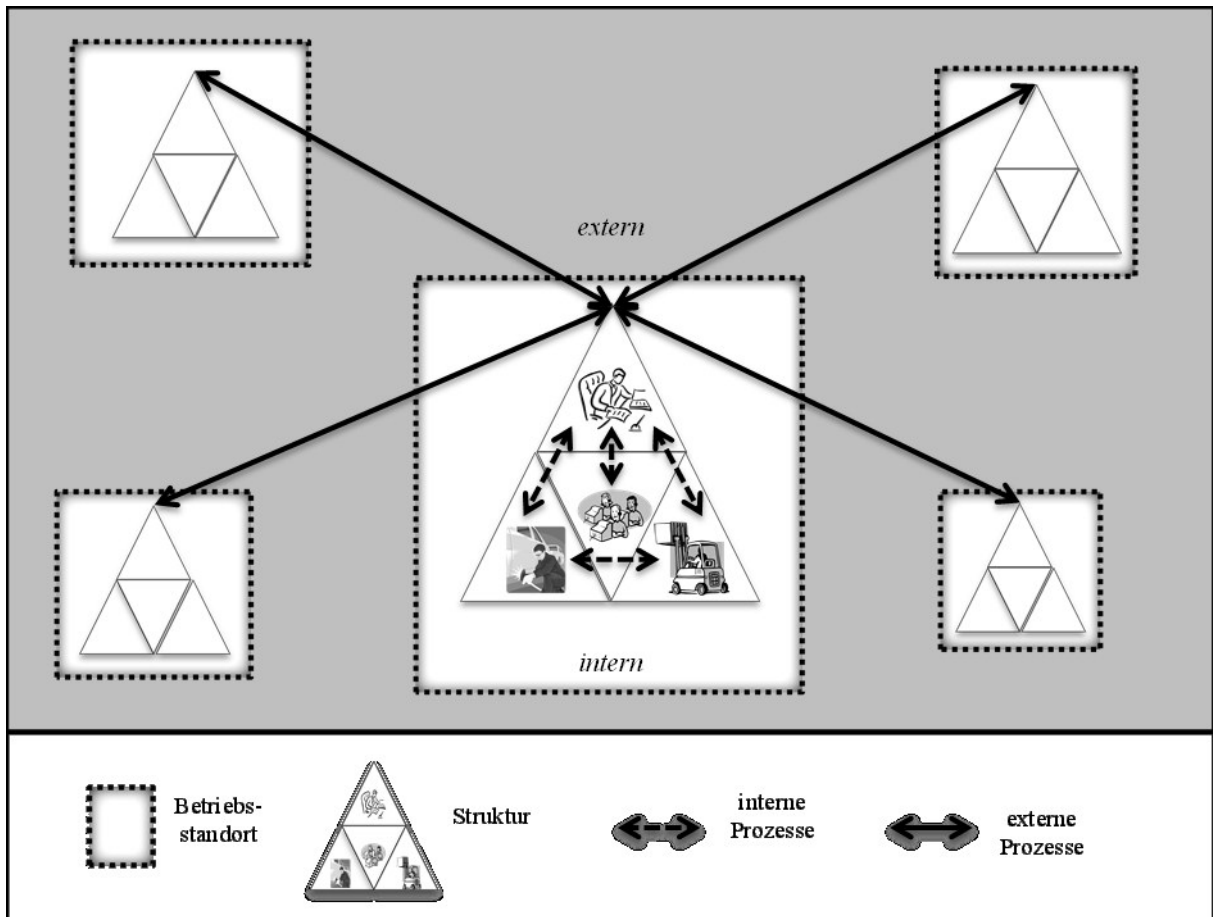 extern
intern
Betriebs-
standort
Struktur
interne
Prozesse
externe
Prozesse